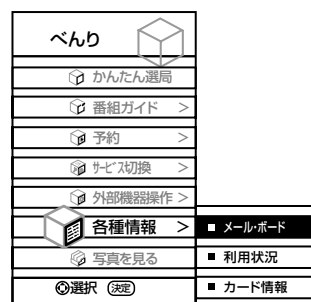 べんり
かんたん選局
番組ガイド >
予約 >
サービス切換 >
外部機器操作 >
各種情報 >
■ メール・ボード
写真を見る
■ 利用状況
選択 決定
■ カード情報